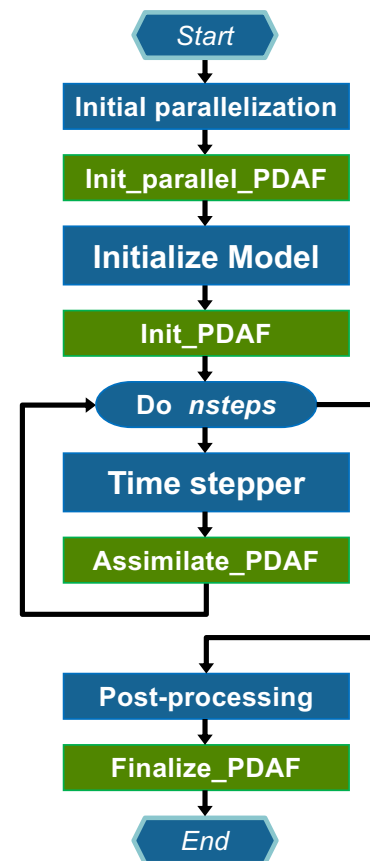 Start
Initial parallelization
Init_parallel_PDAF
Initialize Model
Init_PDAF
Do nsteps
Time stepper
Assimilate_PDAF
Post-processing
Finalize_PDAF
End